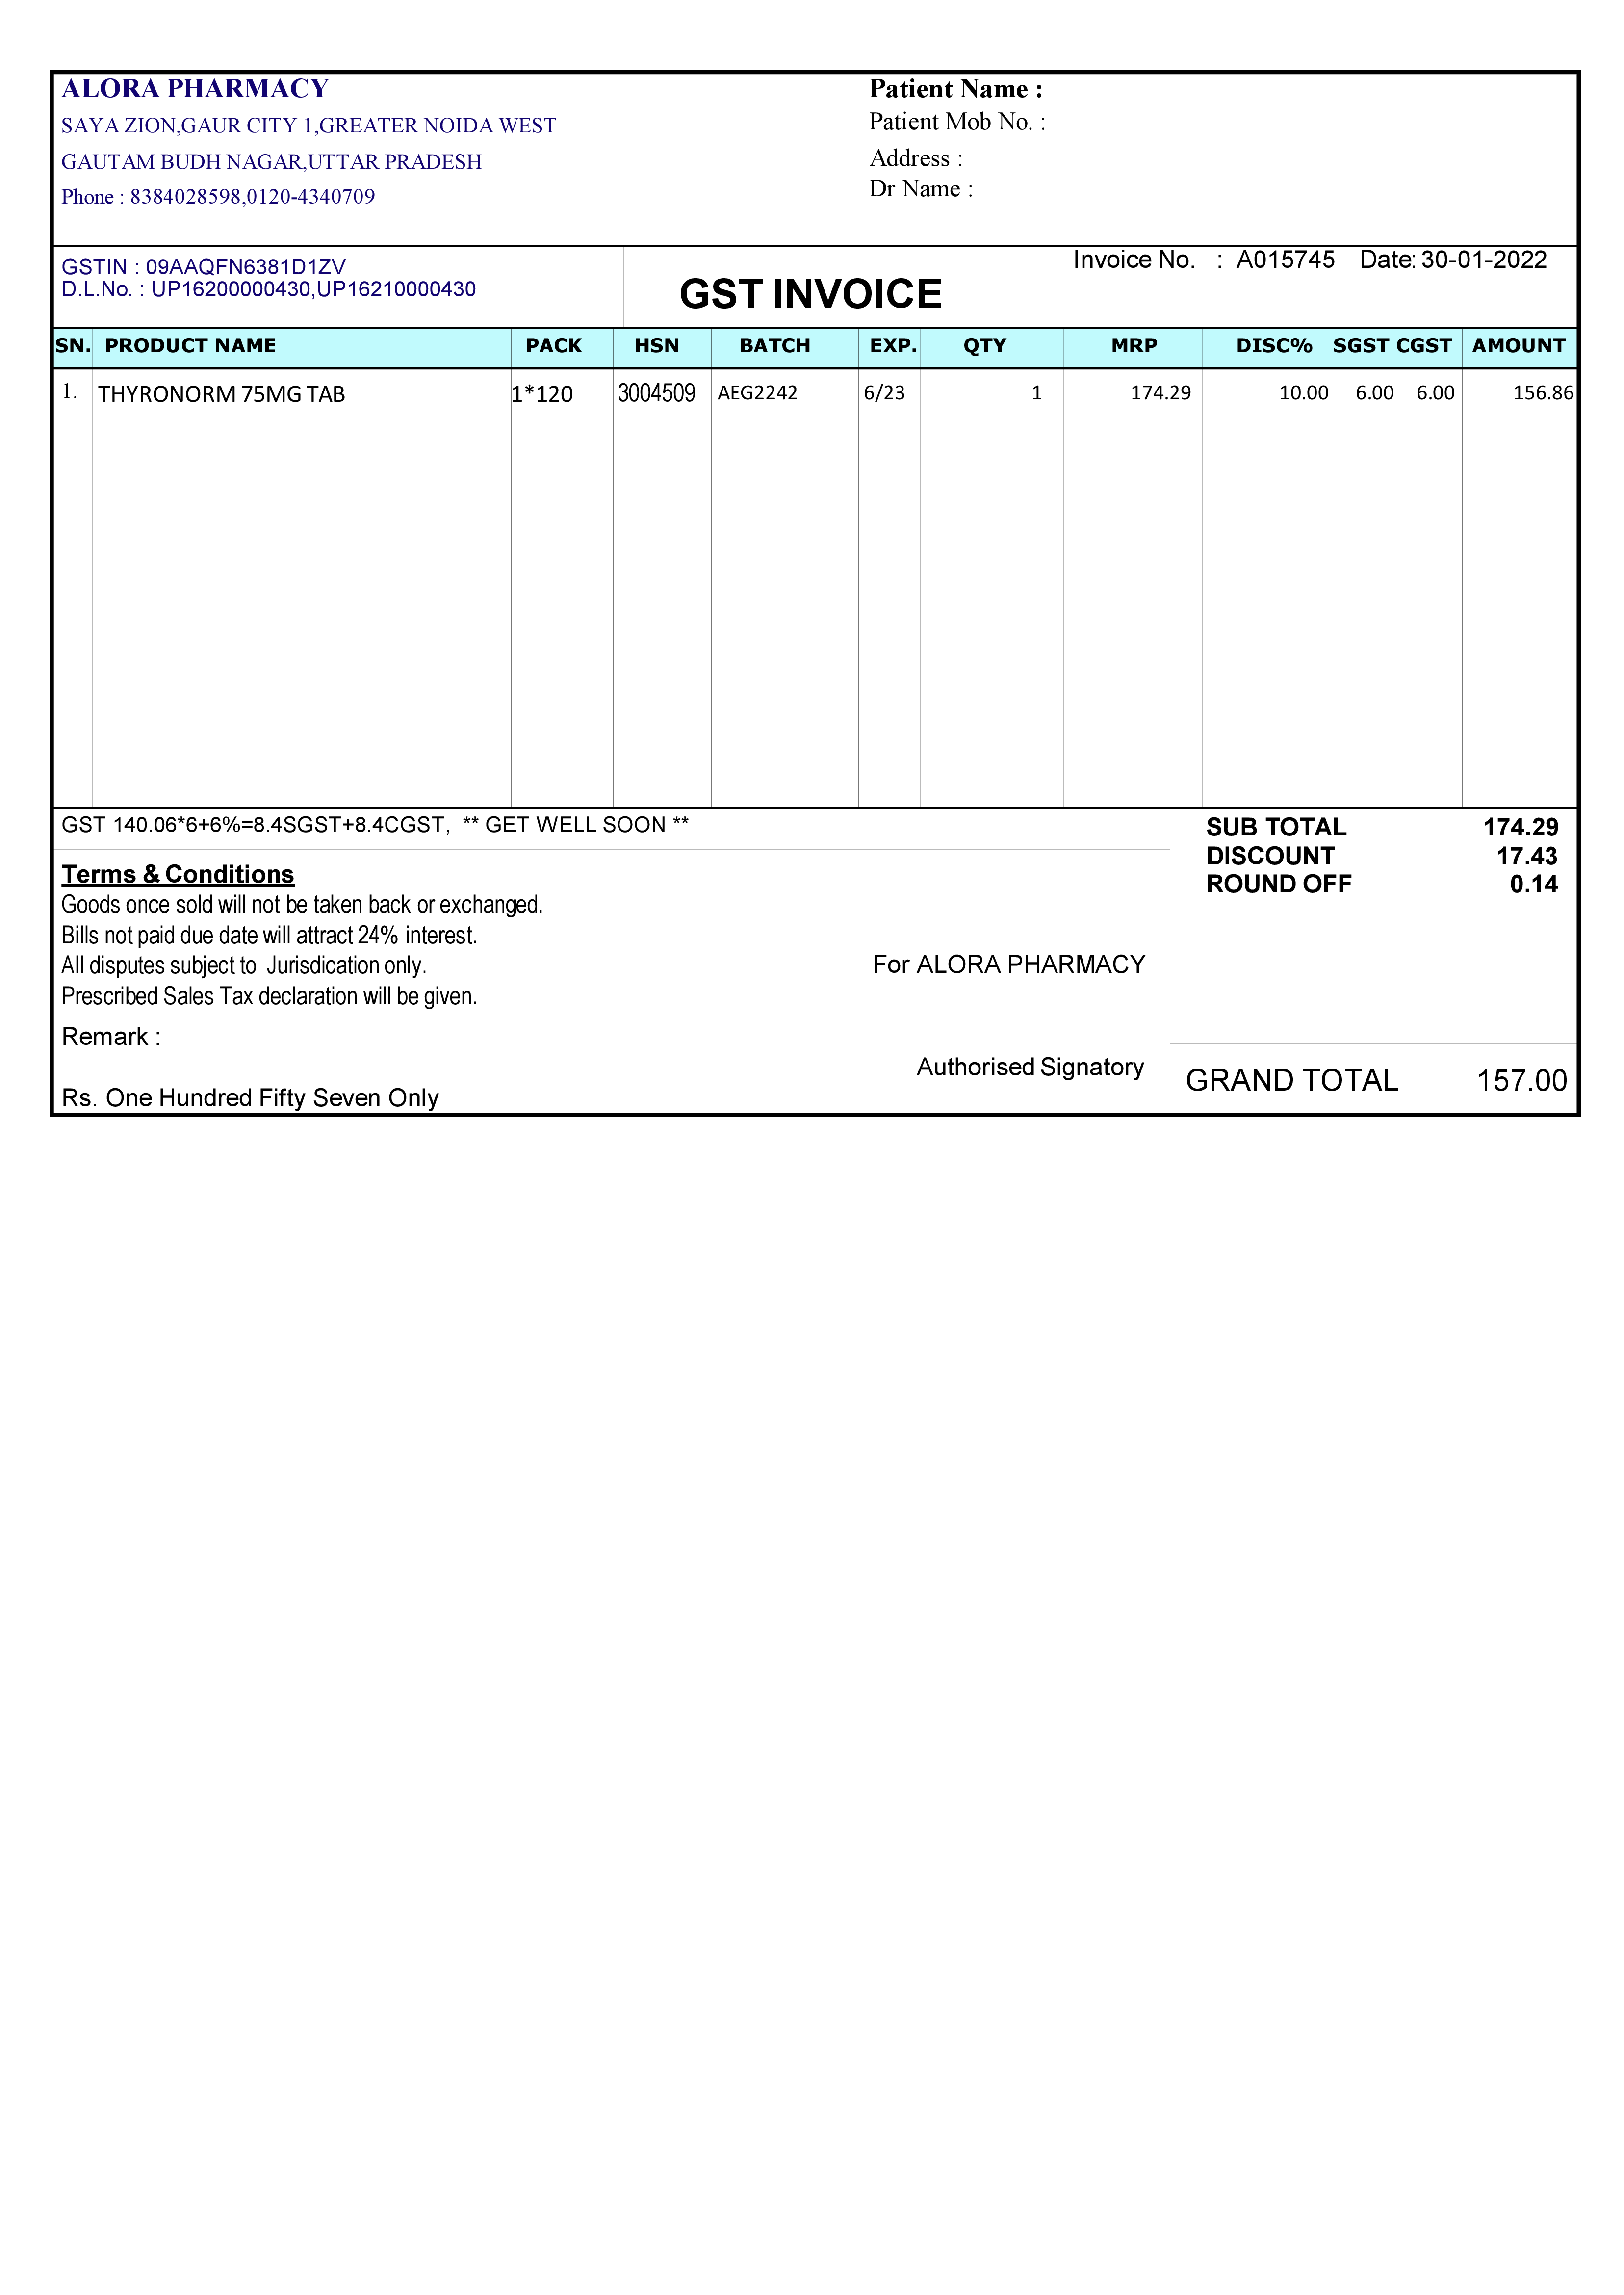 ALORA PHARMACY
SAYA ZION,GAUR CITY 1,GREATER NOIDA WEST
GAUTAM BUDH NAGAR,UTTAR PRADESH
Phone : 8384028598,0120-4340709
Patient Name :
Patient Mob No. :
Address :
Dr Name :
GSTIN : 09AAQFN6381D1ZV
D.L.No. : UP16200000430,UP16210000430
GST INVOICE
Invoice No. : A015745 Date: 30-01-2022
SN. PRODUCT NAME PACK HSN BATCH EXP. QTY MRP DISC% SGST CGST AMOUNT
1. THYRONORM 75MG TAB 1*120 3004509 AEG2242 6/23 1 174.29 10.00 6.00 6.00 156.86
GST 140.06*6+6%=8.4SGST+8.4CGST, ** GET WELL SOON **
Terms & Conditions
Goods once sold will not be taken back or exchanged.
Bills not paid due date will attract 24% interest.
All disputes subject to Jurisdication only.
Prescribed Sales Tax declaration will be given.
Remark :
Rs. One Hundred Fifty Seven Only
For ALORA PHARMACY
Authorised Signatory
SUB TOTAL 174.29
DISCOUNT 17.43
ROUND OFF 0.14
GRAND TOTAL 157.00